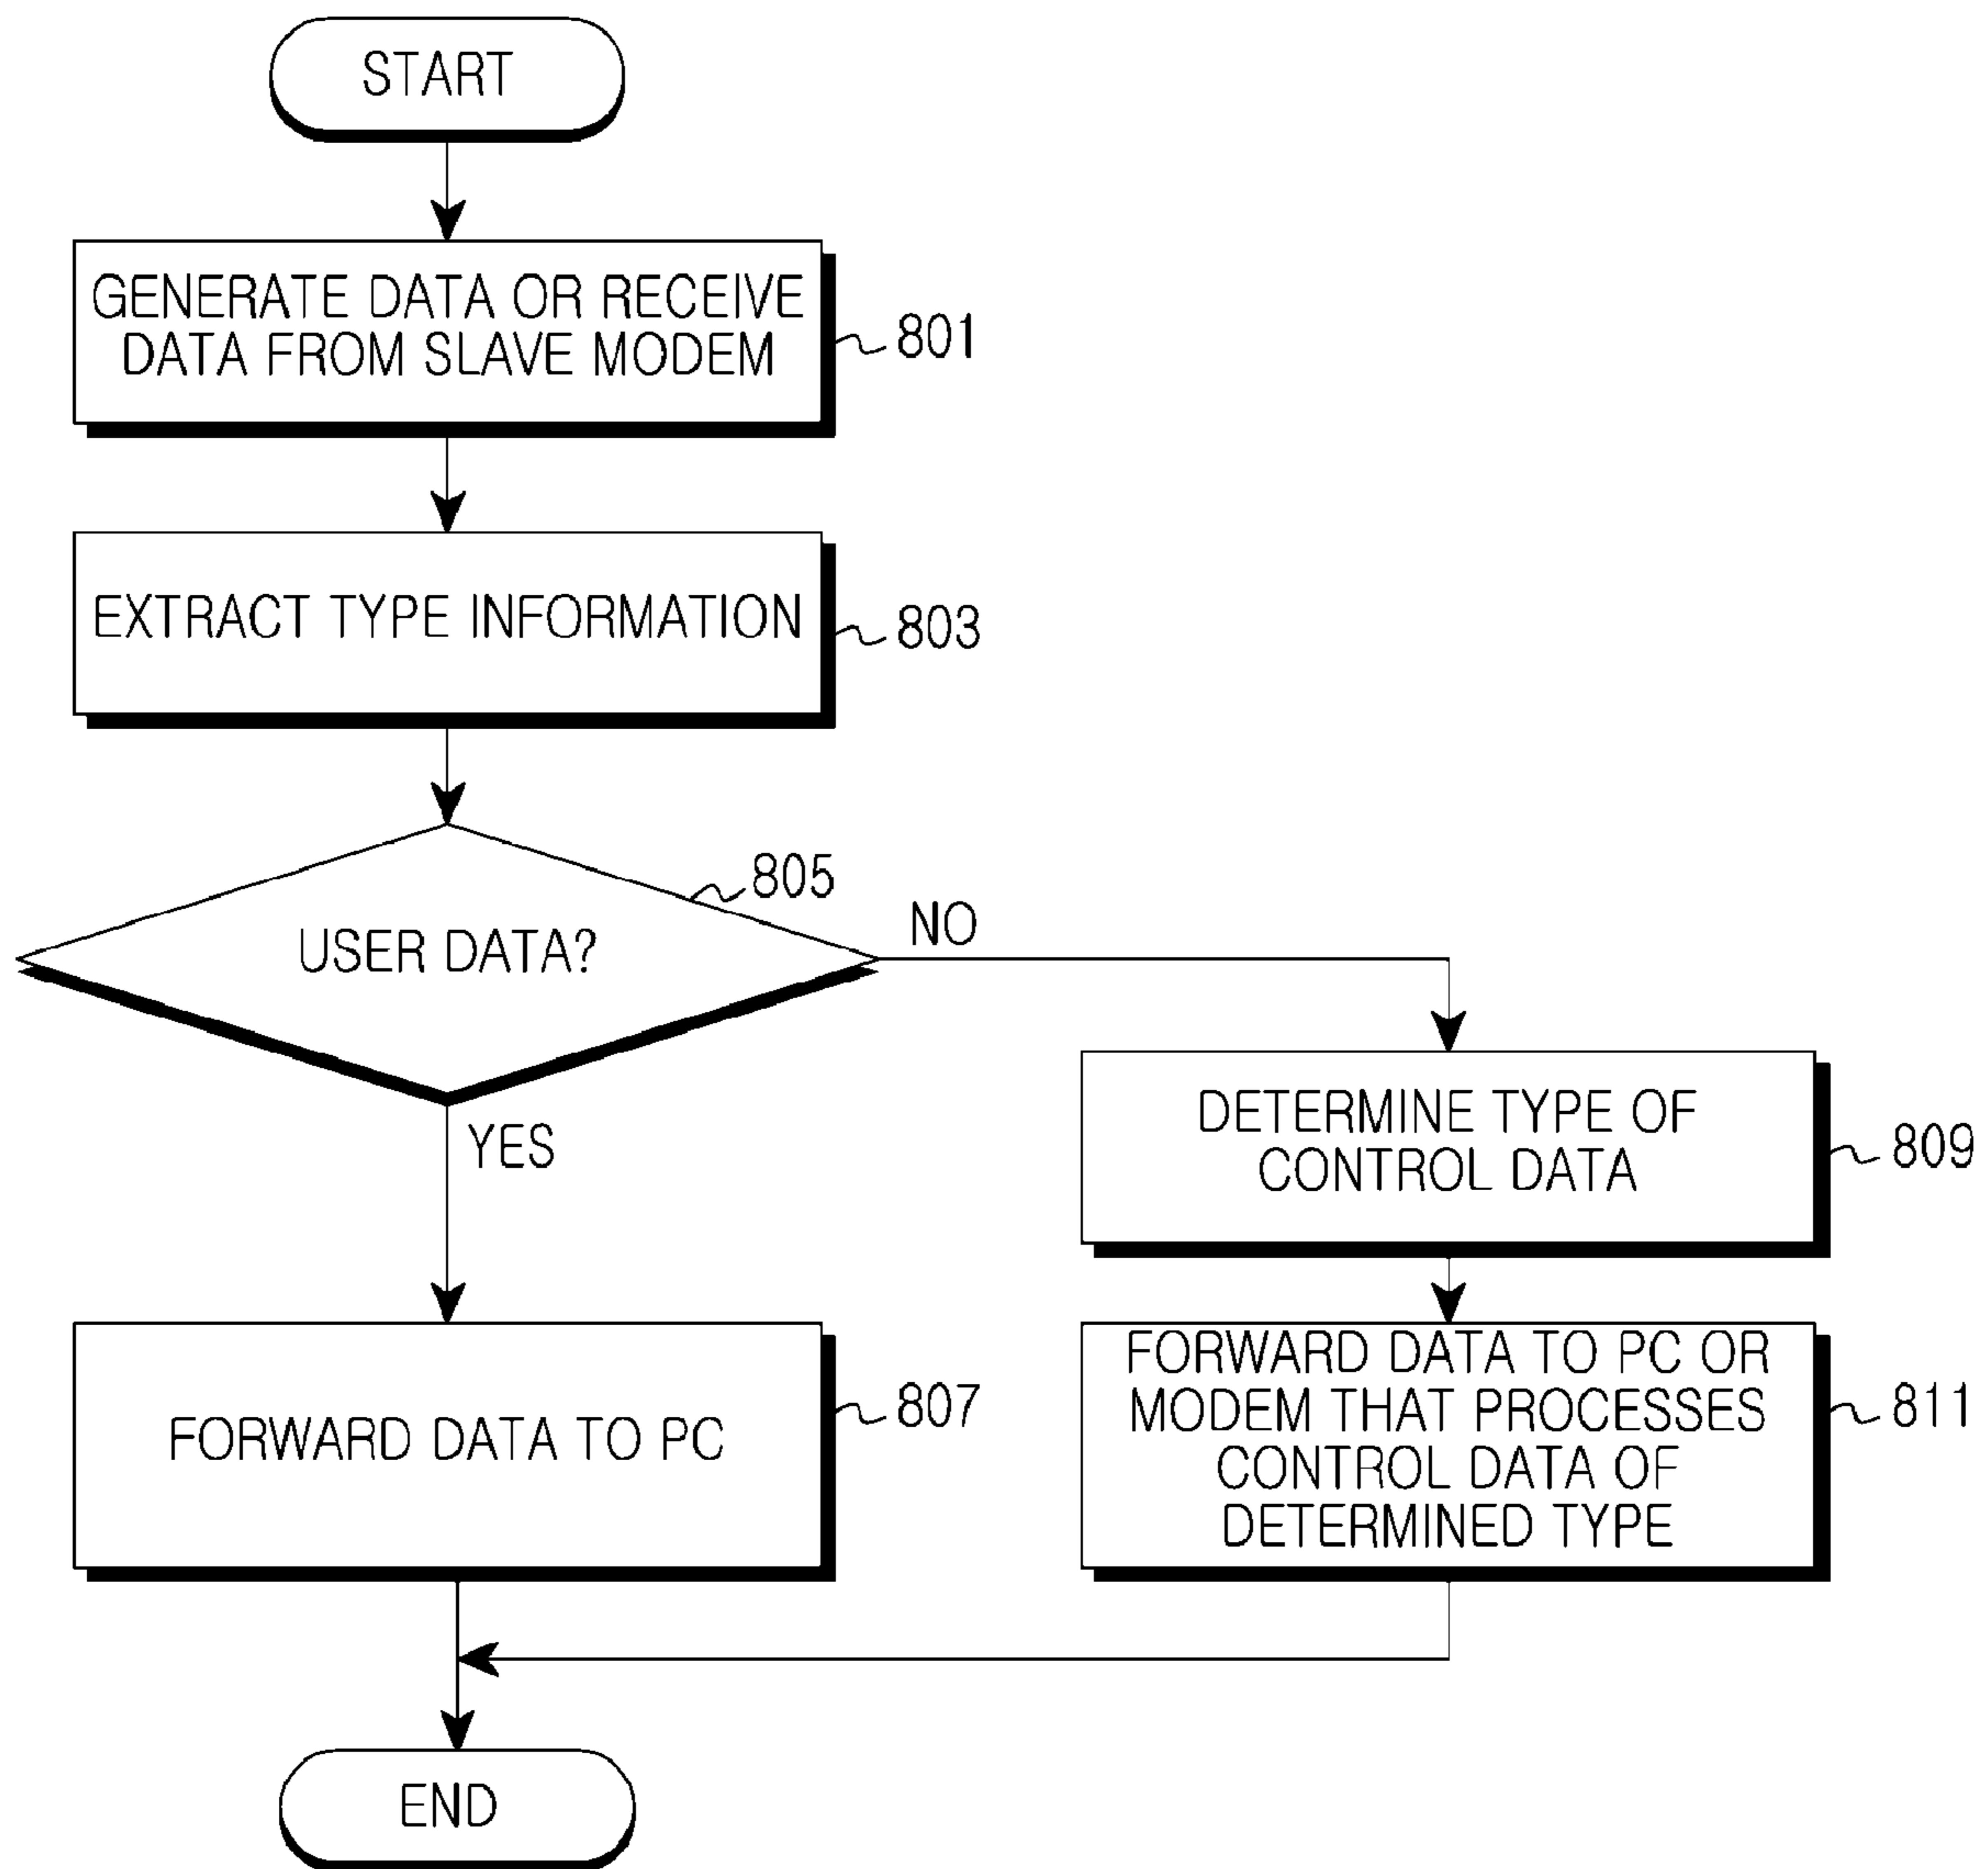 START
GENERATE DATA OR RECEIVE
DATA FROM SLAVE MODEM
801
EXTRACT TYPE INFORMATION
803
805
USER DATA?
NO
YES
DETERMINE TYPE OF
CONTROL DATA
809
FORWARD DATA TO PC
807
FORWARD DATA TO PC OR
MODEM THAT PROCESSES
CONTROL DATA OF
DETERMINED TYPE
811
END